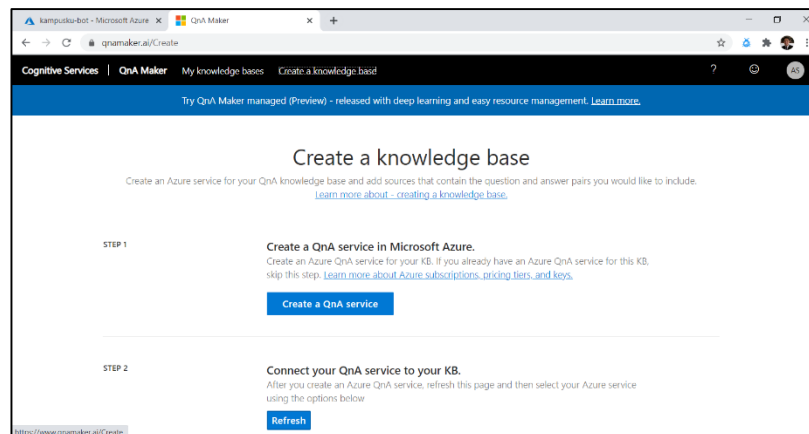 kampusku-bot - Microsoft Azure
QnA Maker
qnamaker.ai/Create
Cognitive Services | QnA Maker My knowledge bases Create a knowledge base ? AS
Try QnA Maker managed (Preview) - released with deep learning and easy resource management. Learn more.
Create a knowledge base
Create an Azure service for your QnA knowledge base and add sources that contain the question and answer pairs you would like to include.
Learn more about - creating a knowledge base.
STEP 1
Create a QnA service in Microsoft Azure.
Create an Azure QnA service for your KB. If you already have an Azure QnA service for this KB,
skip this step. Learn more about Azure subscriptions, pricing tiers, and keys.
Create a QnA service
STEP 2
Connect your QnA service to your KB.
After you create an Azure QnA service, refresh this page and then select your Azure service
using the options below
Refresh
https://www.qnamaker.ai/Create